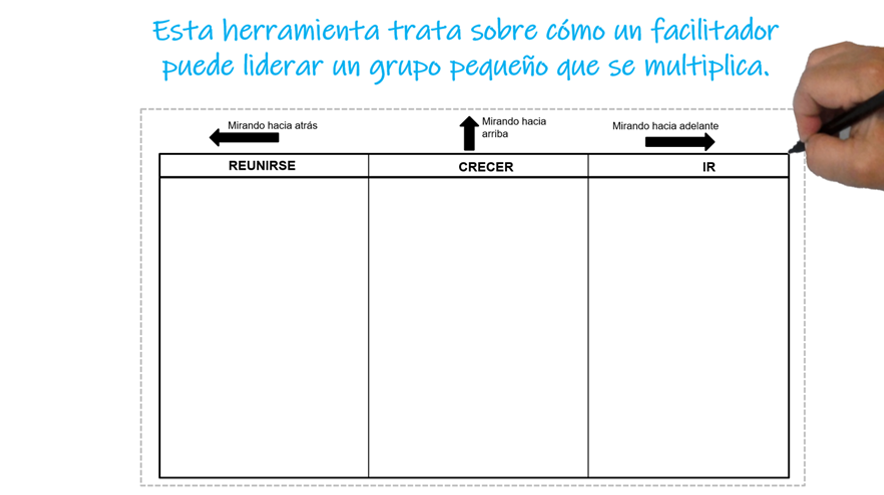 Esta herramienta trata sobre cómo un facilitador
puede liderar un grupo pequeño que se multiplica.
Mirando hacia atrás
Mirando hacia
arriba
Mirando hacia adelante
REUNIRSE
CRECER
IR